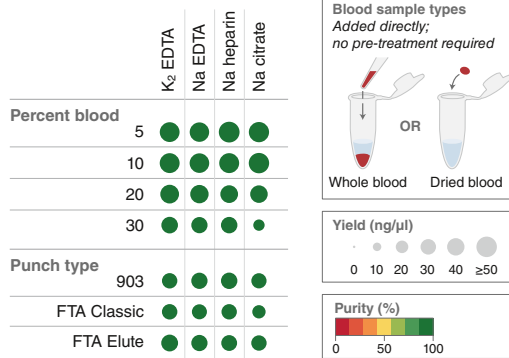 K₂ EDTA
Na EDTA
Na heparin
Na citrate
Percent blood
5
10
20
30
Punch type
903
FTA Classic
FTA Elute
Blood sample types
Added directly;
no pre-treatment required
OR
Whole blood Dried blood
Yield (ng/µl)
0 10 20 30 40 ≥50
Purity (%)
0 50 100